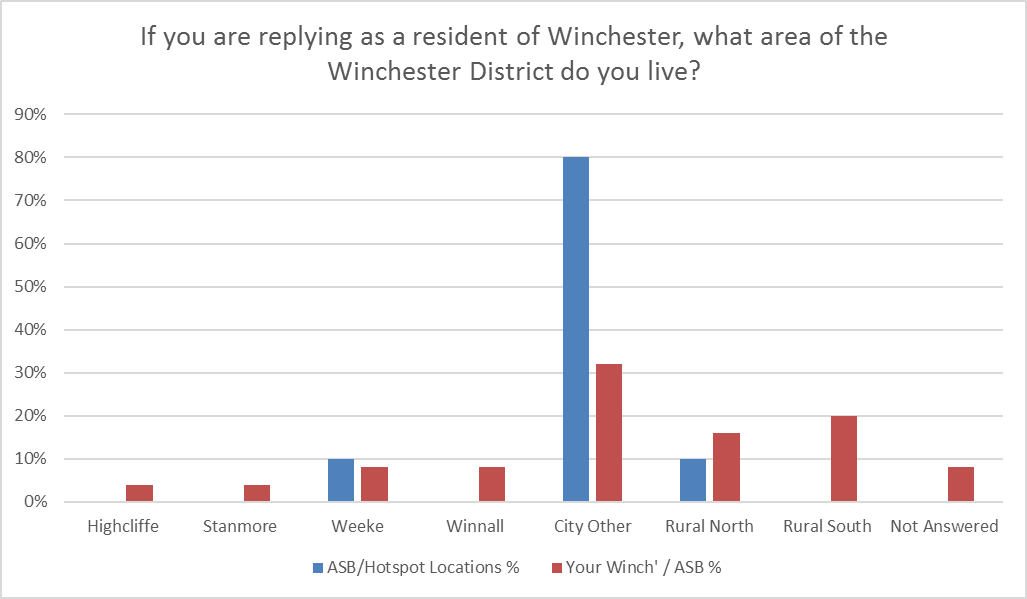 If you are replying as a resident of Winchester, what area of the
Winchester District do you live?
90%
80%
70%
60%
50%
40%
30%
20%
10%
0%
Highcliffe Stanmore Weeke Winnall City Other Rural North Rural South Not Answered
ASB/Hotspot Locations % Your Winch' / ASB %